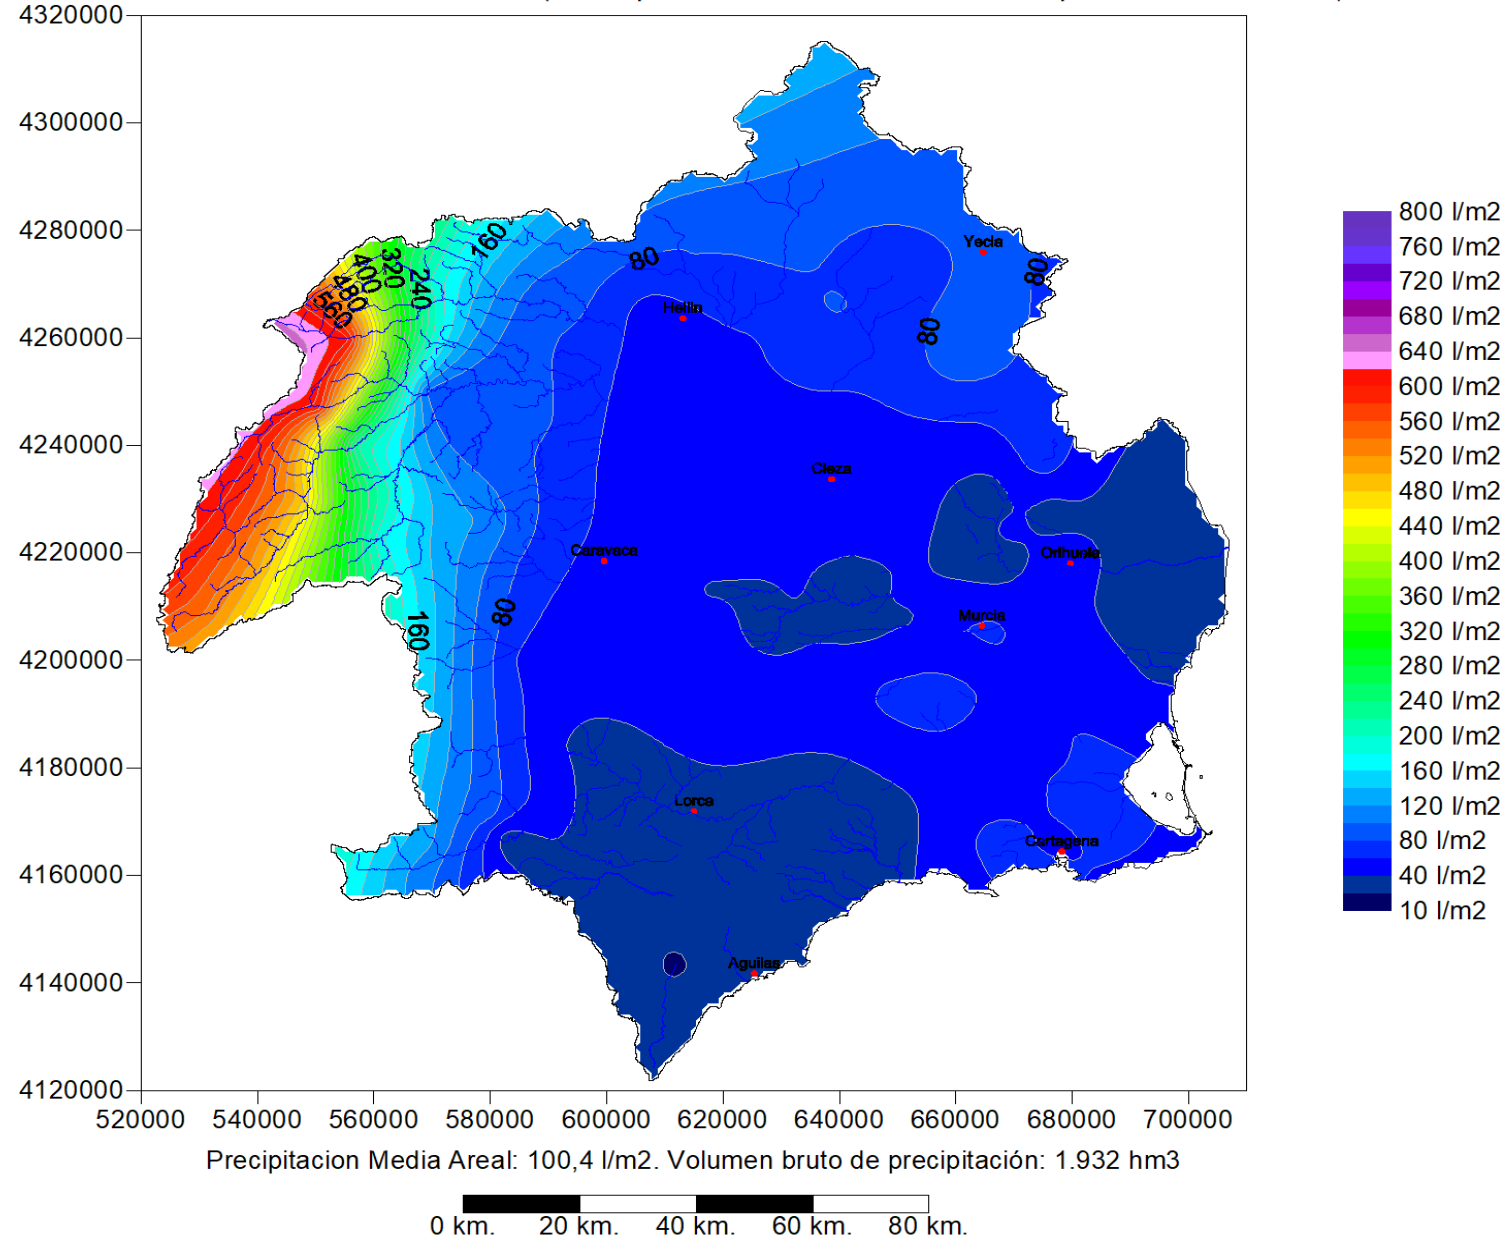 4320000
4300000
4280000
4260000
4240000
4220000
4200000
4180000
4160000
4140000
4120000
520000 540000 560000 580000 600000 620000 640000 660000 680000 700000
160
80
Yecla
80
320
400
240
480
560
Hellin
80
Cieza
Caravaca
Orihuela
80
160
Murcia
Lorca
Cartagena
Aguilas
800 l/m2
760 l/m2
720 l/m2
680 l/m2
640 l/m2
600 l/m2
560 l/m2
520 l/m2
480 l/m2
440 l/m2
400 l/m2
360 l/m2
320 l/m2
280 l/m2
240 l/m2
200 l/m2
160 l/m2
120 l/m2
80 l/m2
40 l/m2
10 l/m2
Precipitacion Media Areal: 100,4 l/m2. Volumen bruto de precipitación: 1.932 hm3
0 km. 20 km. 40 km. 60 km. 80 km.